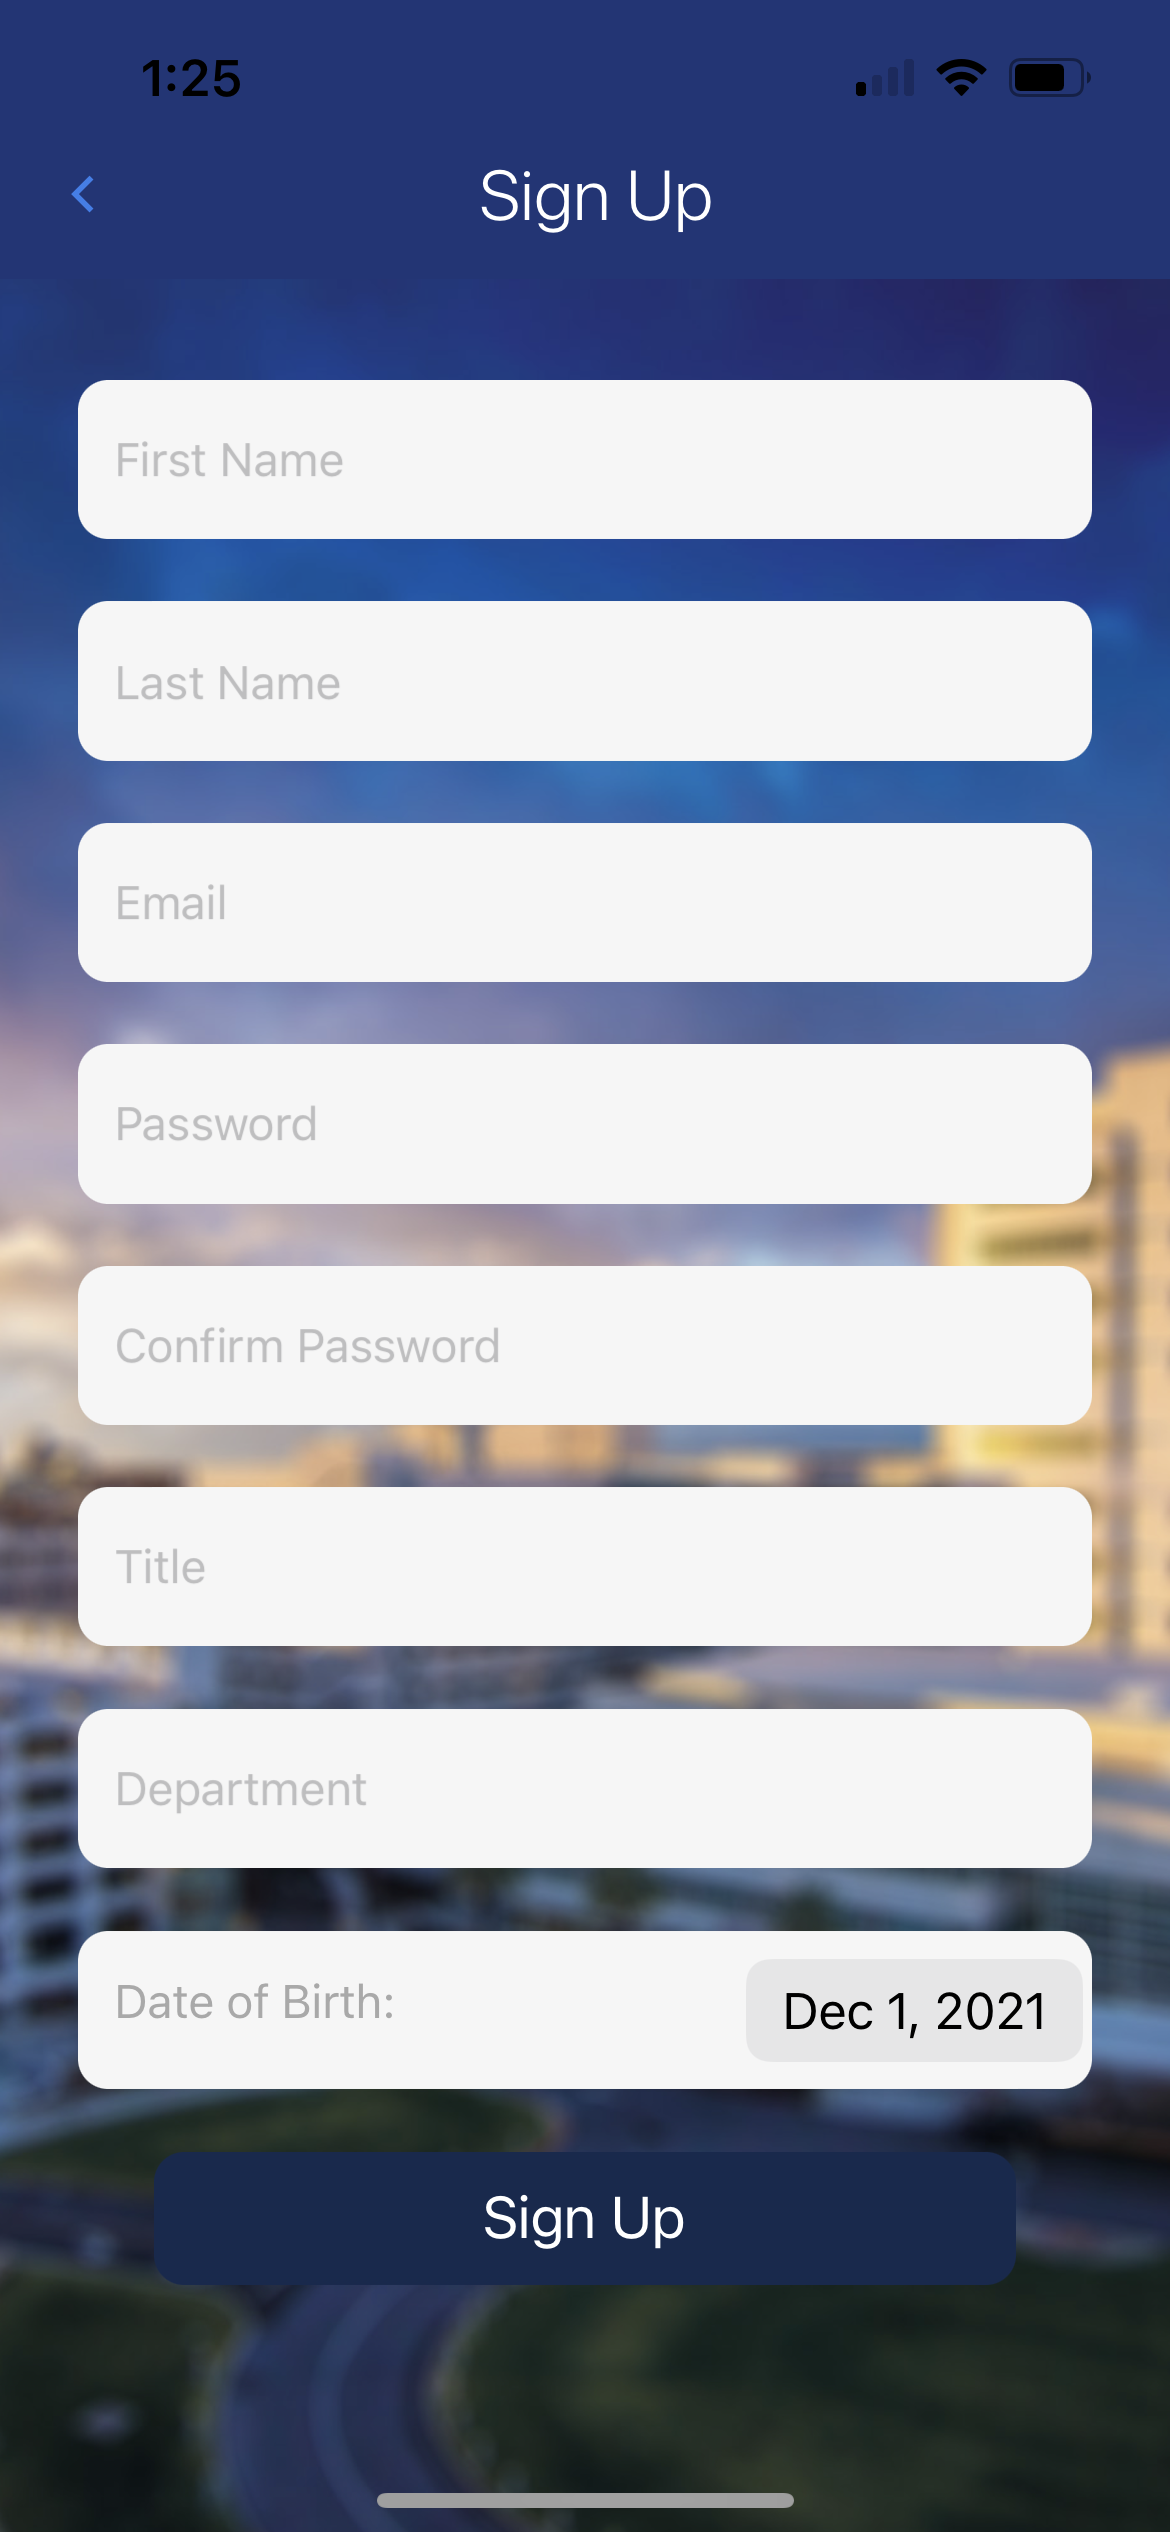 1:25
Sign Up
First Name
Last Name
Email
Password
Confirm Password
Title
Department
Date of Birth: Dec 1, 2021
Sign Up